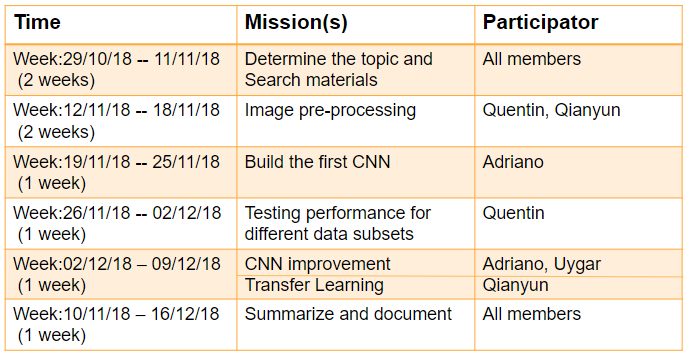 Time Mission(s) Participator
Week:29/10/18 -- 11/11/18 Determine the topic and All members
(2 weeks) Search materials
Week:12/11/18 -- 18/11/18 Image pre-processing Quentin, Qianyun
(2 weeks)
Week:19/11/18 -- 25/11/18 Build the first CNN Adriano
(1 week)
Week:26/11/18 -- 02/12/18 Testing performance for Quentin
(1 week) different data subsets
Week:02/12/18 – 09/12/18 CNN improvement Adriano, Uygar
(1 week) Transfer Learning Qianyun
Week:10/11/18 – 16/12/18 Summarize and document All members
(1 week)